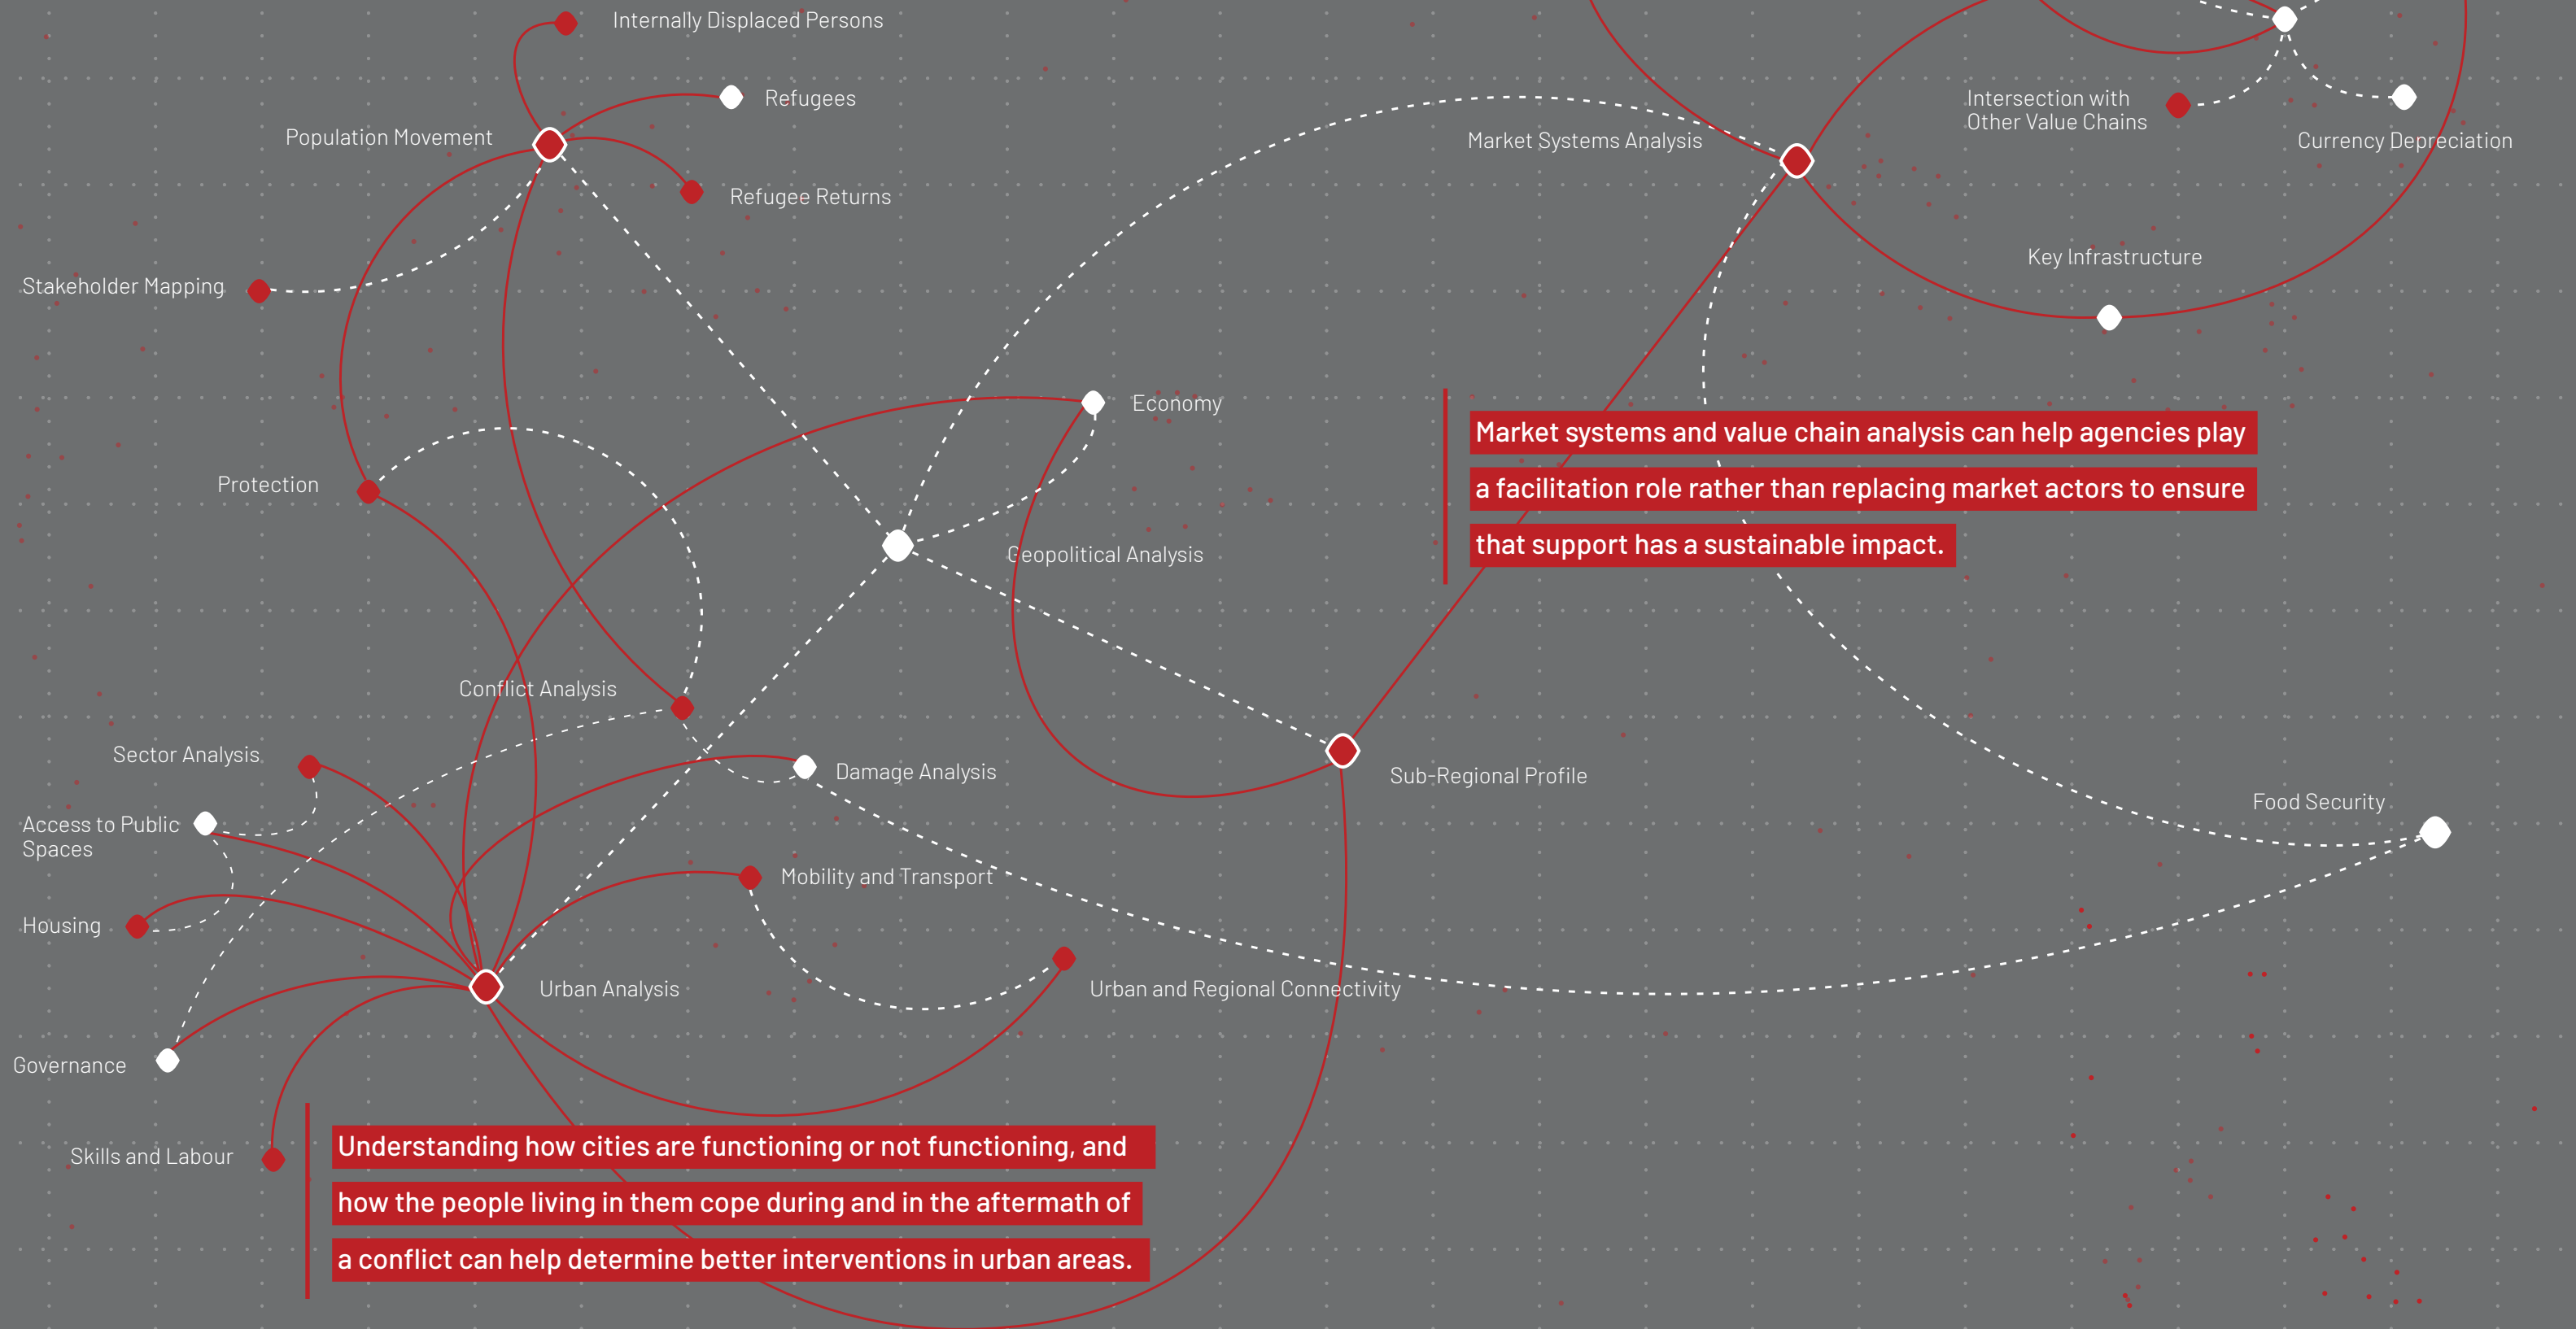 Internally Displaced Persons
Refugees
Population Movement
Refugee Returns
Stakeholder Mapping
Market Systems Analysis
Intersection with
Other Value Chains
Currency Depreciation
Key Infrastructure
Economy
Market systems and value chain analysis can help agencies play
a facilitation role rather than replacing market actors to ensure
that support has a sustainable impact.
Protection
Geopolitical Analysis
Conflict Analysis
Sector Analysis
Damage Analysis
Sub-Regional Profile
Food Security
Access to Public
Spaces
Mobility and Transport
Housing
Urban Analysis
Urban and Regional Connectivity
Governance
Skills and Labour
Understanding how cities are functioning or not functioning, and
how the people living in them cope during and in the aftermath of
a conflict can help determine better interventions in urban areas.